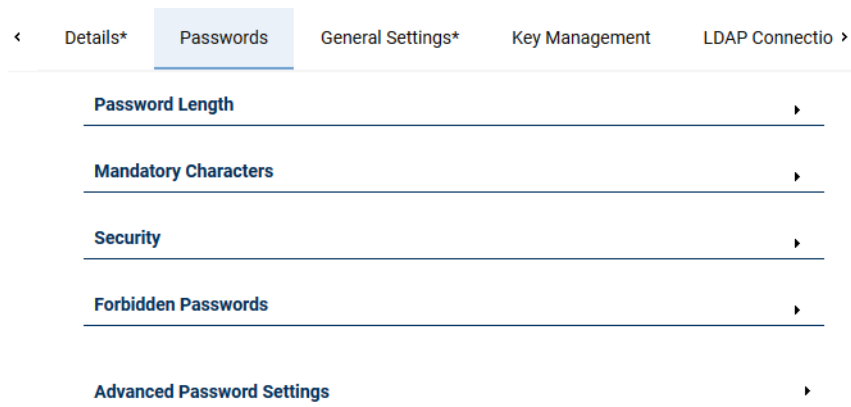 Details* Passwords General Settings* Key Management LDAP Connectio
Password Length
Mandatory Characters
Security
Forbidden Passwords
Advanced Password Settings